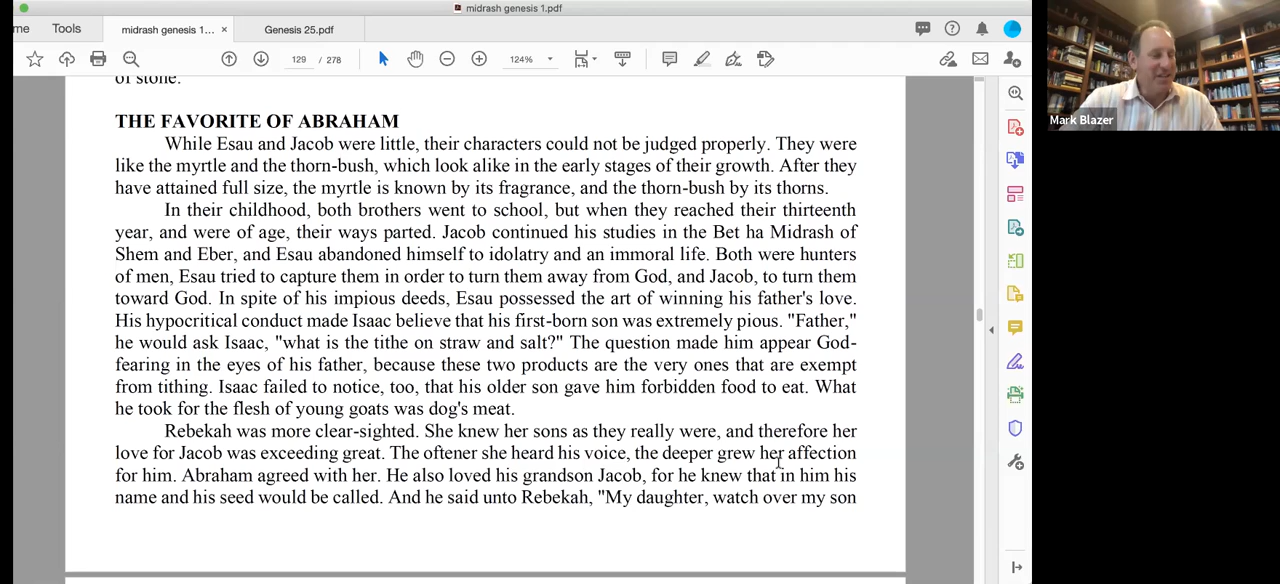 midrash genesis 1.pdf
me Tools midrash genesis 1... × Genesis 25.pdf
129 / 278 124%
of stone.
THE FAVORITE OF ABRAHAM
While Esau and Jacob were little, their characters could not be judged properly. They were
like the myrtle and the thorn-bush, which look alike in the early stages of their growth. After they
have attained full size, the myrtle is known by its fragrance, and the thorn-bush by its thorns.
In their childhood, both brothers went to school, but when they reached their thirteenth
year, and were of age, their ways parted. Jacob continued his studies in the Bet ha Midrash of
Shem and Eber, and Esau abandoned himself to idolatry and an immoral life. Both were hunters
of men, Esau tried to capture them in order to turn them away from God, and Jacob, to turn them
toward God. In spite of his impious deeds, Esau possessed the art of winning his father's love.
His hypocritical conduct made Isaac believe that his first-born son was extremely pious. "Father,"
he would ask Isaac, "what is the tithe on straw and salt?" The question made him appear God-
fearing in the eyes of his father, because these two products are the very ones that are exempt
from tithing. Isaac failed to notice, too, that his older son gave him forbidden food to eat. What
he took for the flesh of young goats was dog's meat.
Rebekah was more clear-sighted. She knew her sons as they really were, and therefore her
love for Jacob was exceeding great. The oftener she heard his voice, the deeper grew her affection
for him. Abraham agreed with her. He also loved his grandson Jacob, for he knew that in him his
name and his seed would be called. And he said unto Rebekah, "My daughter, watch over my son
Mark Blazer